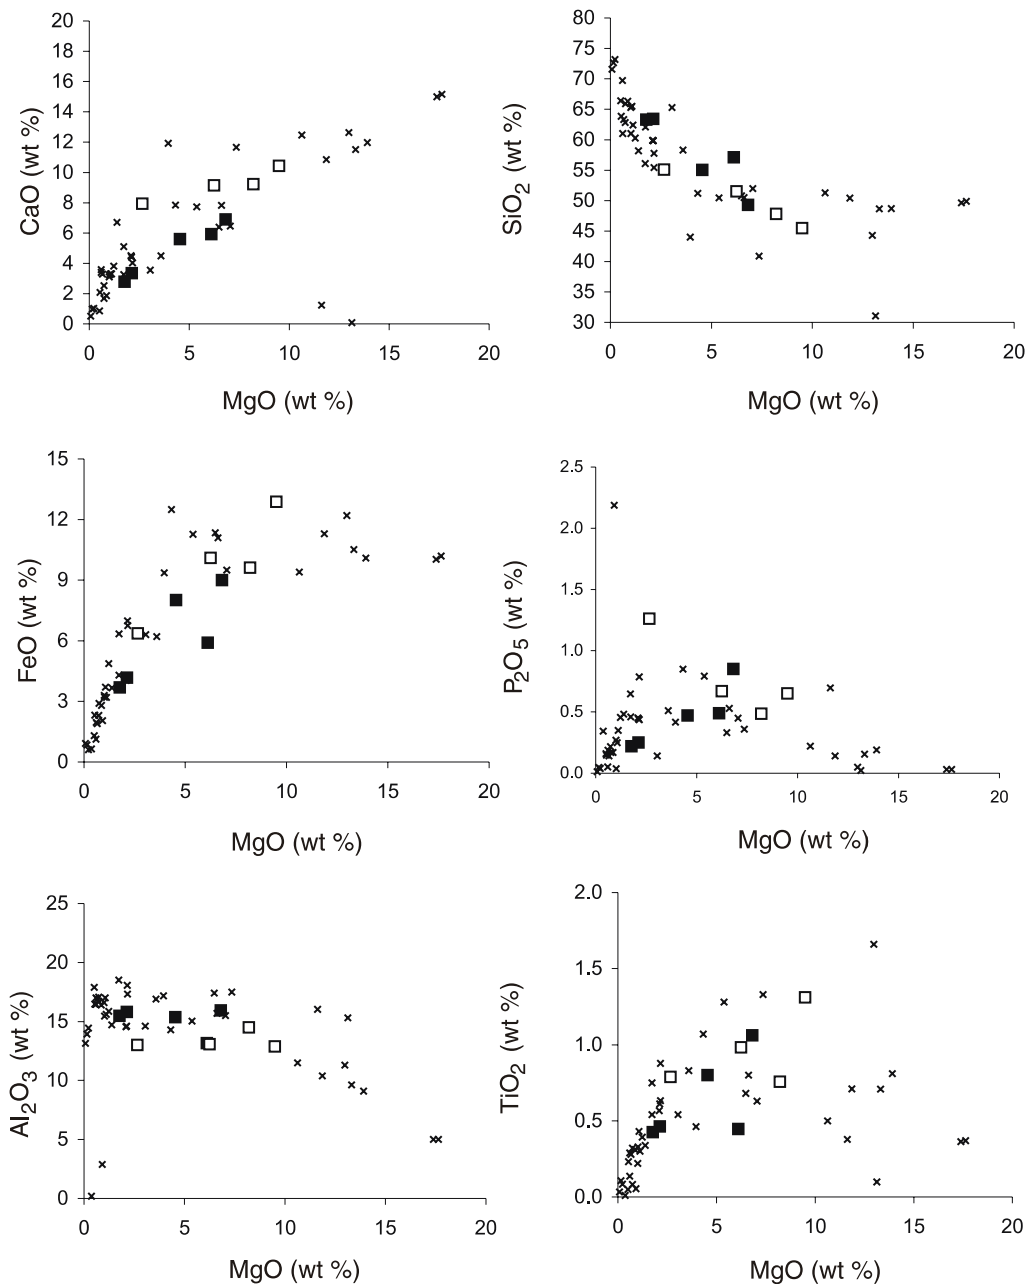 20
18
16
14
12
10
8
6
4
2
0
0 5 10 15 20
CaO (wt %)
MgO (wt %)
80
75
70
65
60
55
50
45
40
35
30
0 5 10 15 20
SiO2 (wt %)
MgO (wt %)
15
12
9
6
3
0
0 5 10 15 20
FeO (wt %)
MgO (wt %)
2.5
2.0
1.5
1.0
0.5
0.0
0 5 10 15 20
P2O5 (wt %)
MgO (wt %)
25
20
15
10
5
0
0 5 10 15 20
Al2O3 (wt %)
MgO (wt %)
2.0
1.5
1.0
0.5
0.0
0 5 10 15 20
TiO2 (wt %)
MgO (wt %)